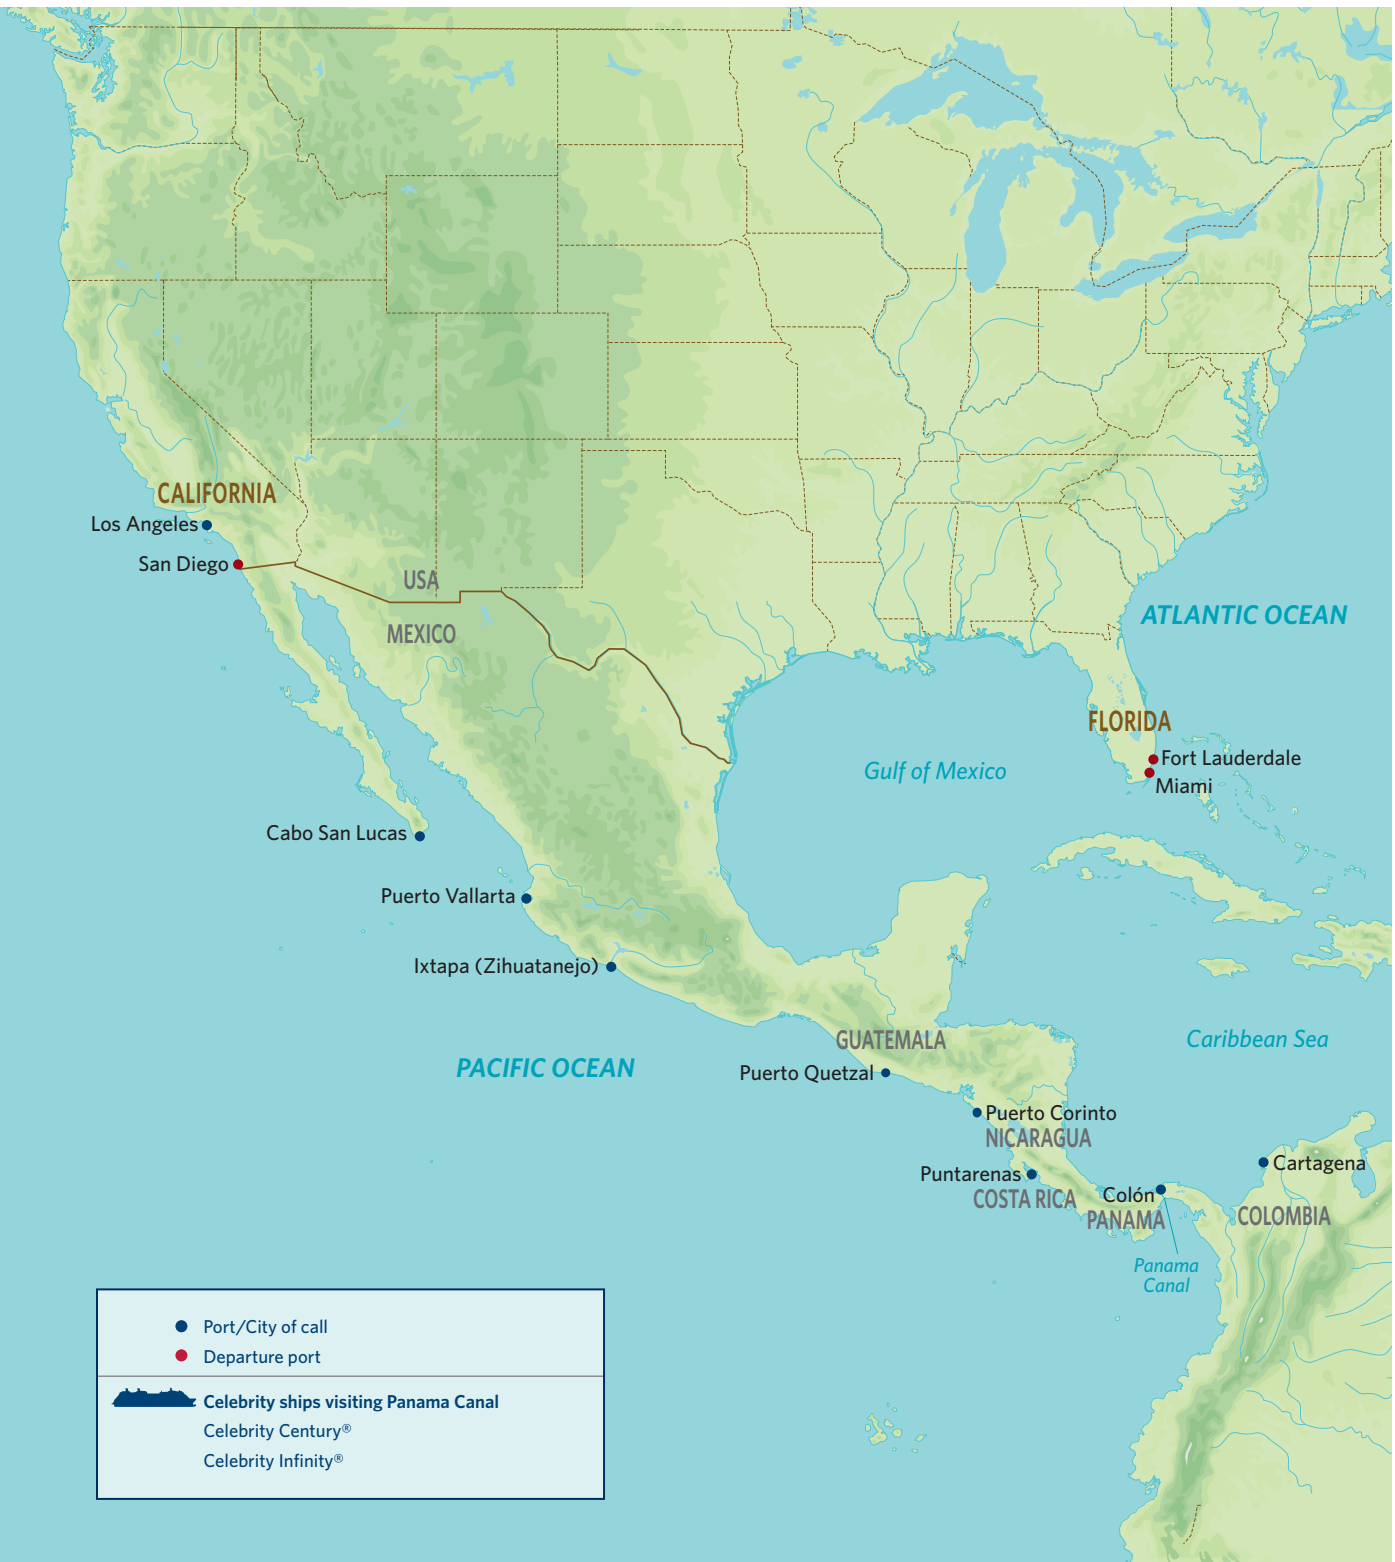 CALIFORNIA
Los Angeles
San Diego
USA
MEXICO
ATLANTIC OCEAN
FLORIDA
Fort Lauderdale
Miami
Gulf of Mexico
Cabo San Lucas
Puerto Vallarta
Ixtapa (Zihuatanejo)
GUATEMALA
Caribbean Sea
PACIFIC OCEAN
Puerto Quetzal
Puerto Corinto
NICARAGUA
Puntarenas
COSTA RICA
Cartagena
Colón
PANAMA
COLOMBIA
Panama
Canal
Port/City of call
Departure port
Celebrity ships visiting Panama Canal
Celebrity Century®
Celebrity Infinity®